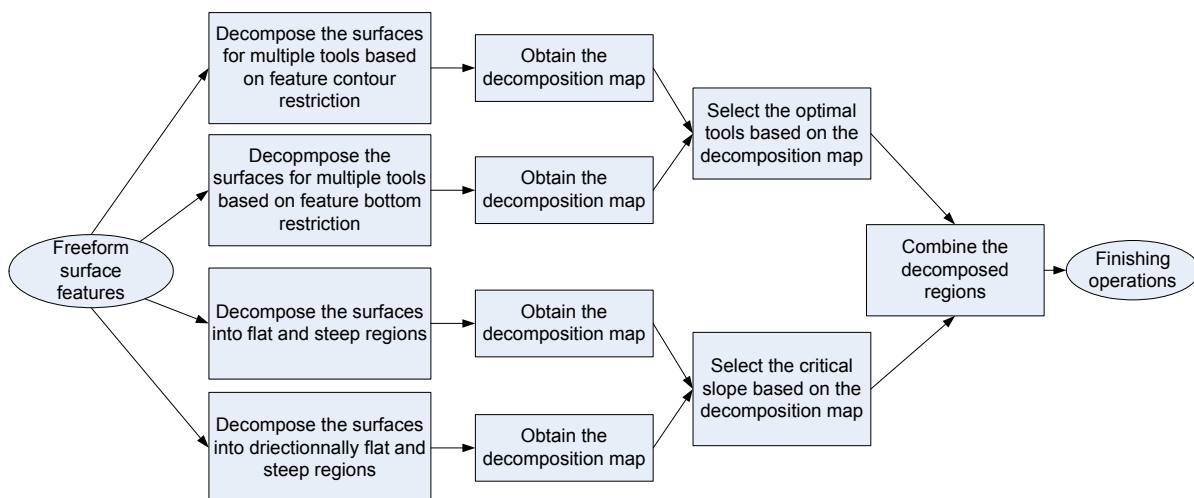 Freeform
surface
features
Decompose the surfaces
for multiple tools based
on feature contour
restriction
Obtain the
decomposition map
Decopmpose the
surfaces for multiple tools
based on feature bottom
restriction
Obtain the
decomposition map
Select the optimal
tools based on the
decomposition map
Decompose the surfaces
into flat and steep regions
Obtain the
decomposition map
Decompose the surfaces
into driectionnally flat and
steep regions
Obtain the
decomposition map
Select the critical
slope based on the
decomposition map
Combine the
decomposed
regions
Finishing
operations